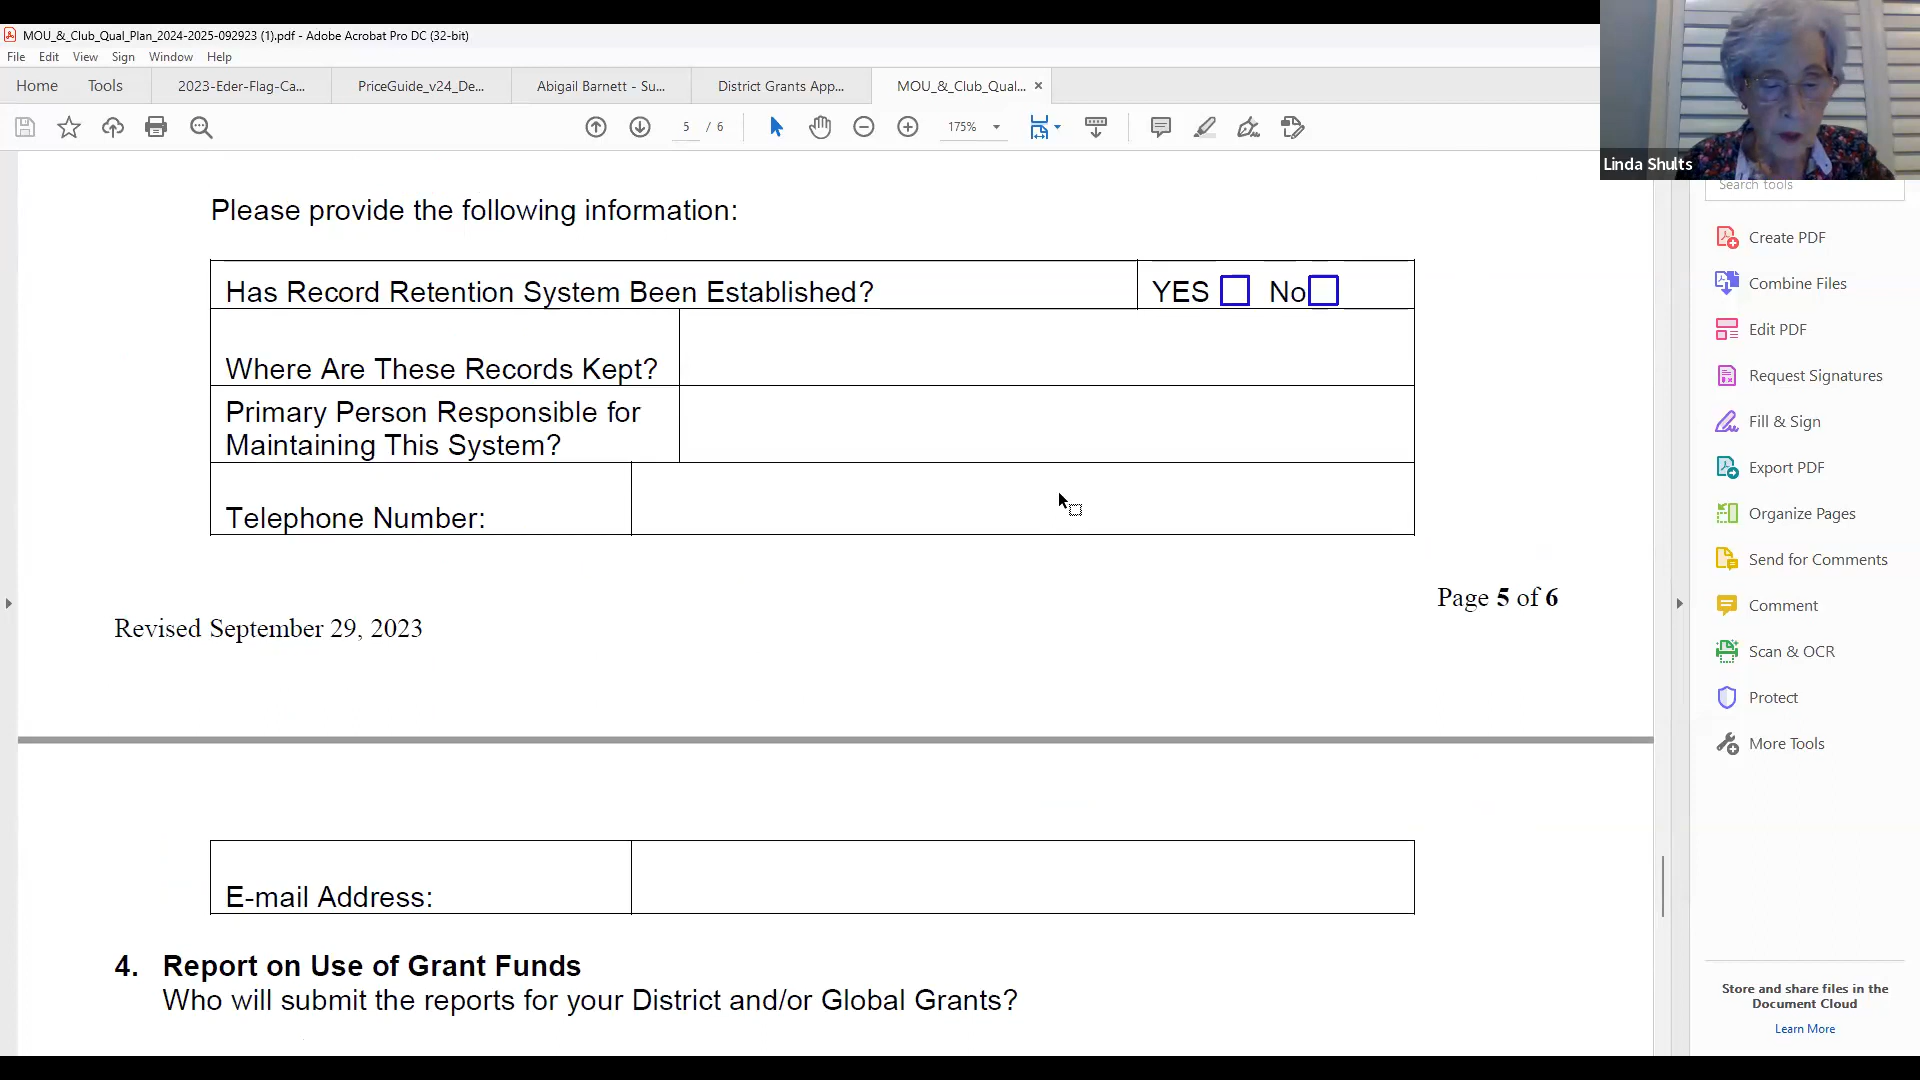 MOU_&_Club_Qual_Plan_2024-2025-092923 (1).pdf - Adobe Acrobat Pro DC (32-bit)
File Edit View Sign Window Help
Home Tools 2023-Eder-Flag-Ca... PriceGuide_v24_De... Abigail Barnett - Su... District Grants App... MOU_&_Club_Qual... ×
5 / 6 175%
Linda Shults
Search tools
Please provide the following information:
Has Record Retention System Been Established? YES No
Where Are These Records Kept?
Primary Person Responsible for
Maintaining This System?
Telephone Number:
Page 5 of 6
Revised September 29, 2023
E-mail Address:
4. Report on Use of Grant Funds
Who will submit the reports for your District and/or Global Grants?
Create PDF
Combine Files
Edit PDF
Request Signatures
Fill & Sign
Export PDF
Organize Pages
Send for Comments
Comment
Scan & OCR
Protect
More Tools
Store and share files in the
Document Cloud
Learn More